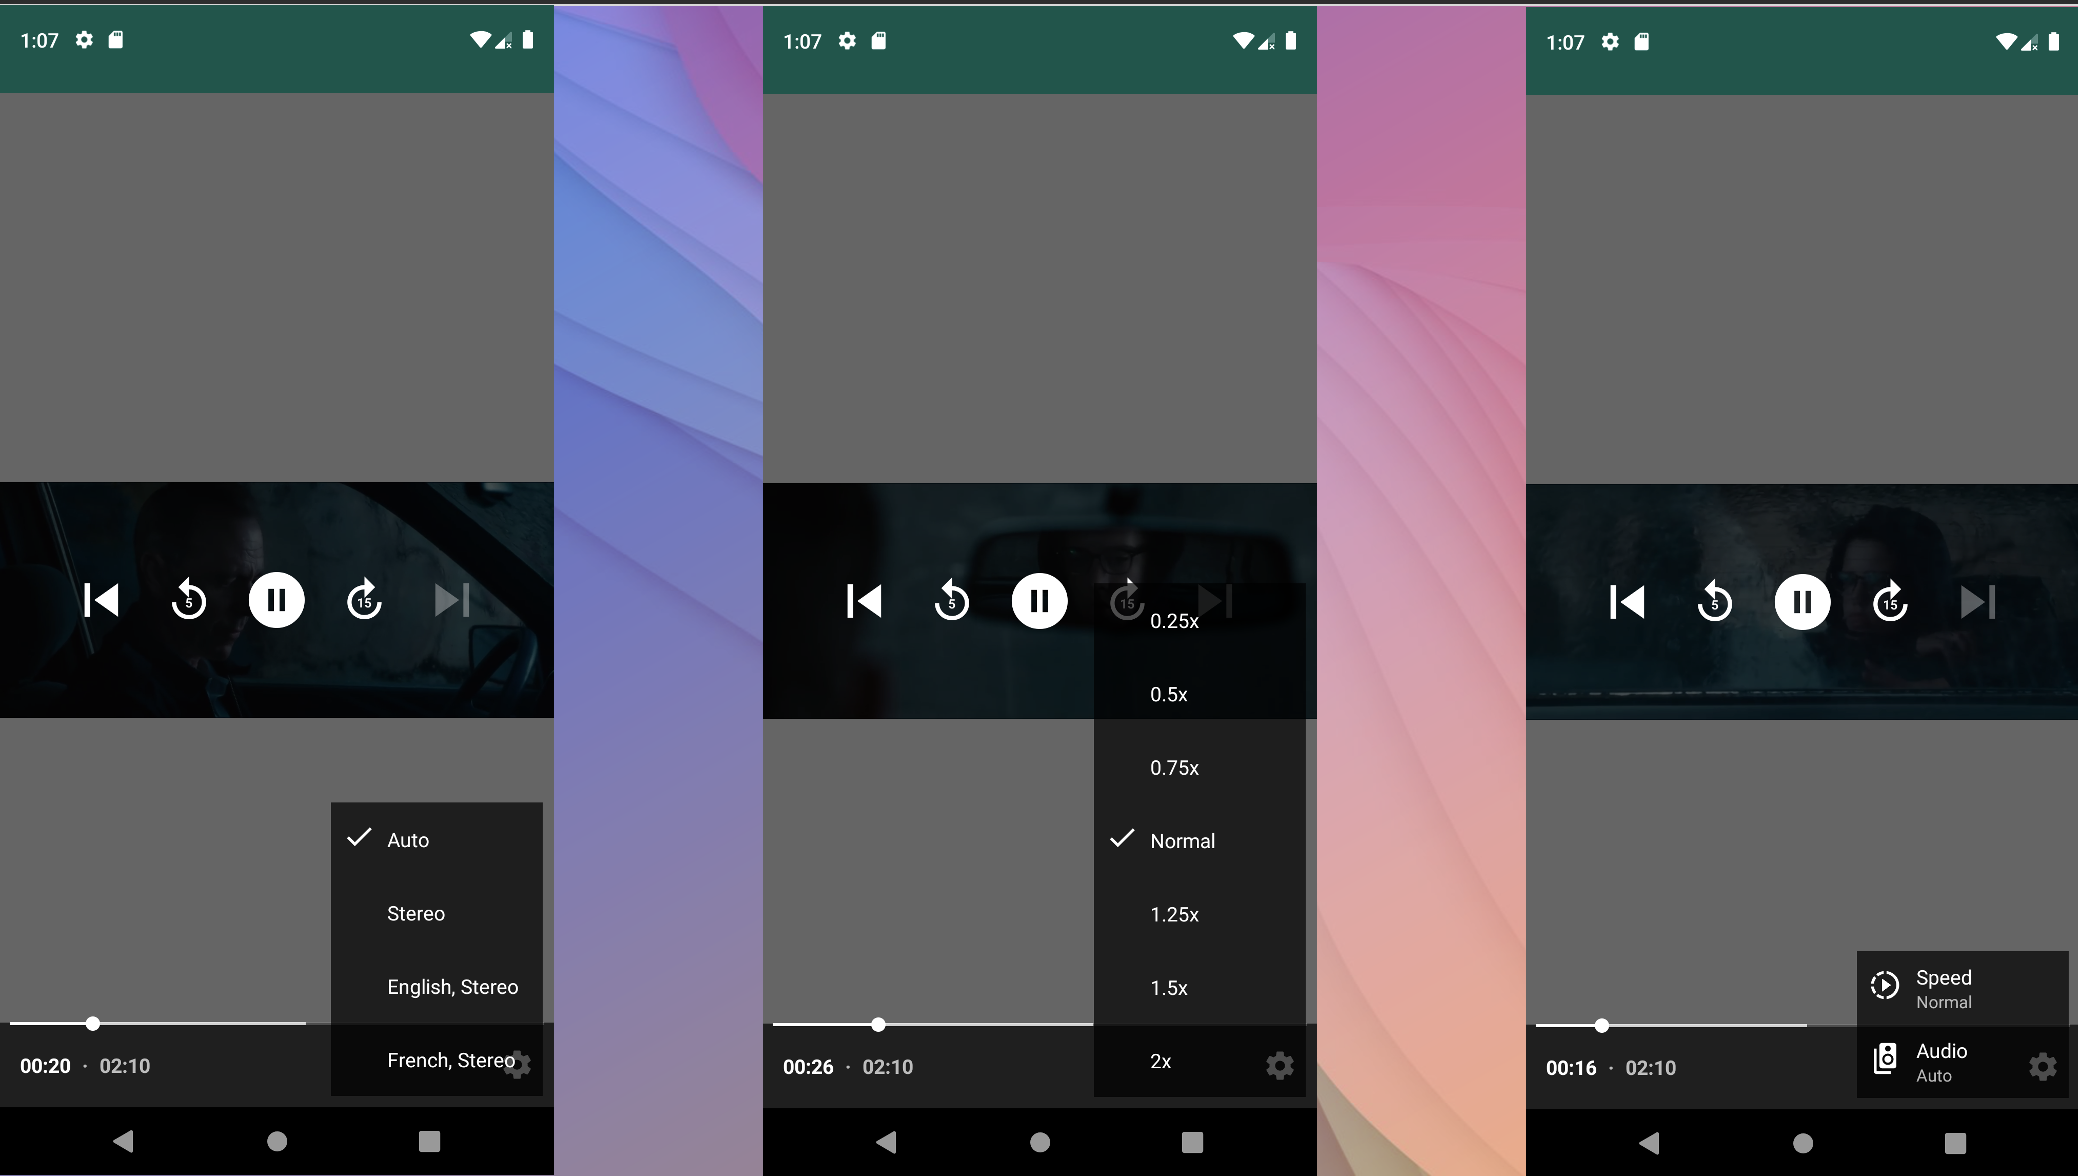 1:07
5
15
Auto
Stereo
English, Stereo
French, Stereo
00:20 · 02:10
1:07
5
15
0.25x
0.5x
0.75x
Normal
1.25x
1.5x
2x
00:26 · 02:10
1:07
5
15
Speed
Normal
Audio
Auto
00:16 · 02:10